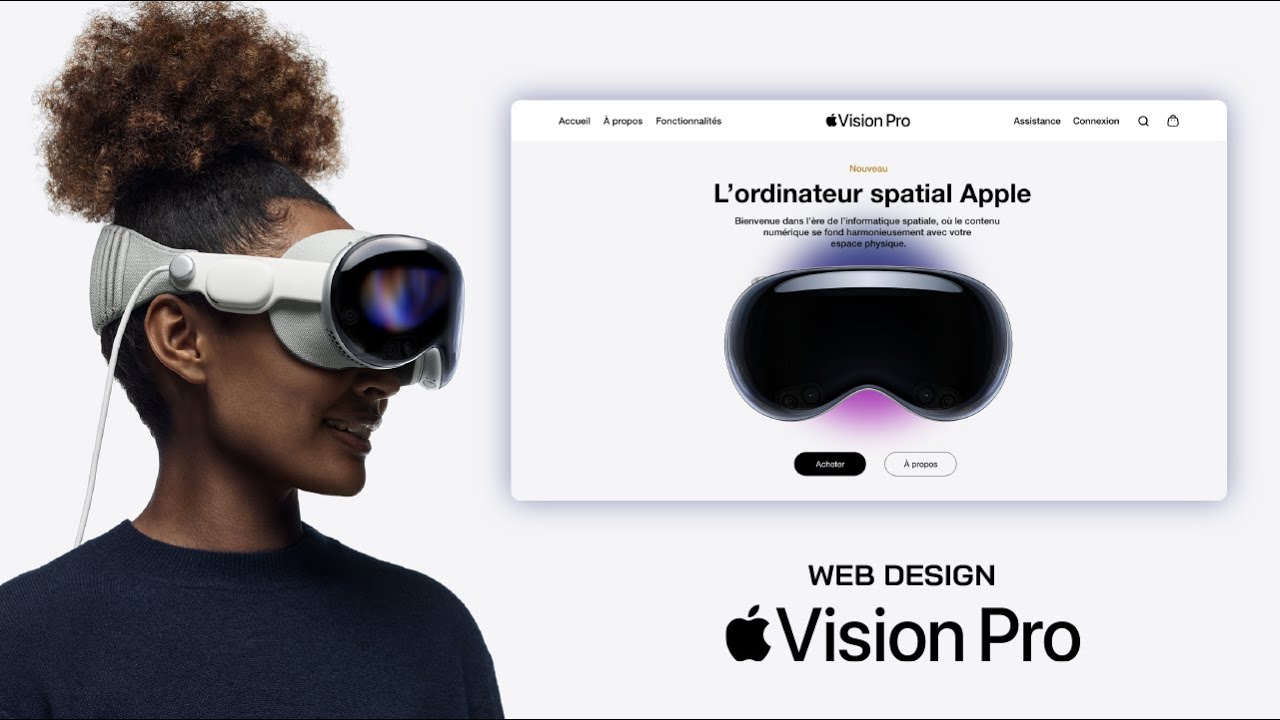 Accueil À propos Fonctionnalités Vision Pro Assistance Connexion
Nouveau
L'ordinateur spatial Apple
Bienvenue dans l'ère de l'informatique spatiale, où le contenu
numérique se fond harmonieusement avec votre
espace physique.
Acheter À propos
WEB DESIGN
Vision Pro